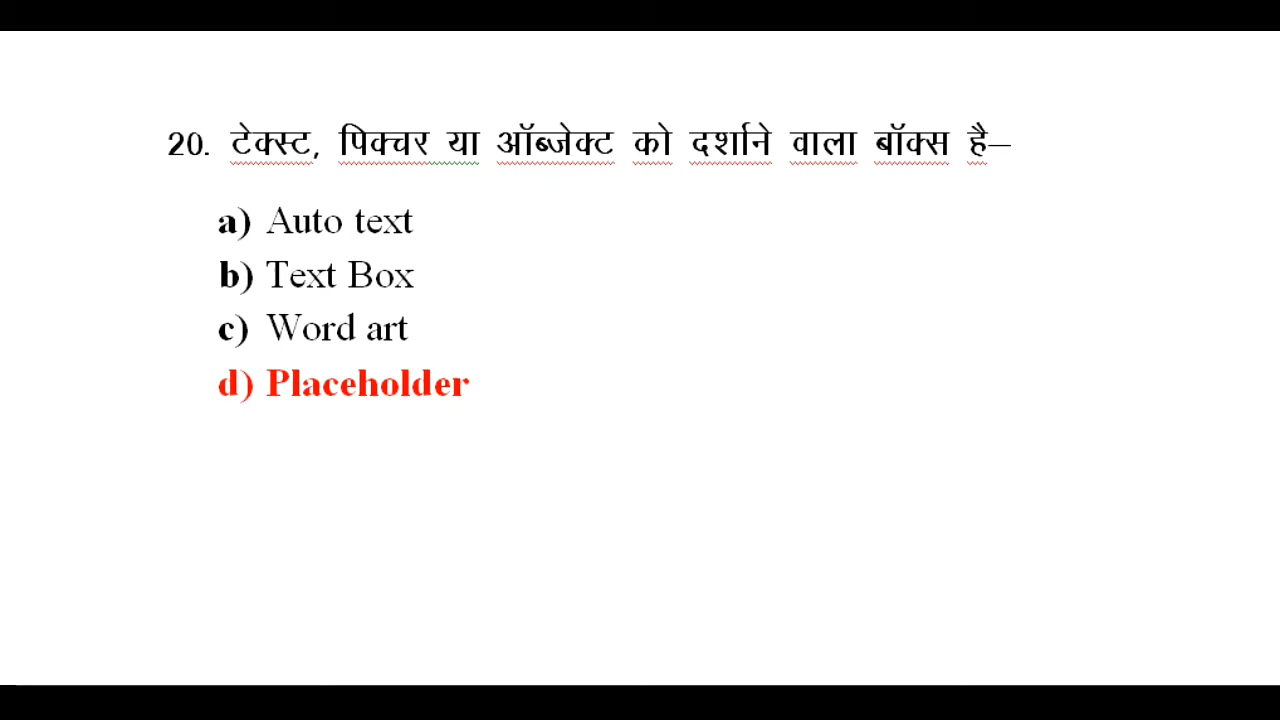 20. टेक्स्ट, पिक्चर या ऑब्जेक्ट को दर्शाने वाला बॉक्स है–
a) Auto text
b) Text Box
c) Word art
d) Placeholder